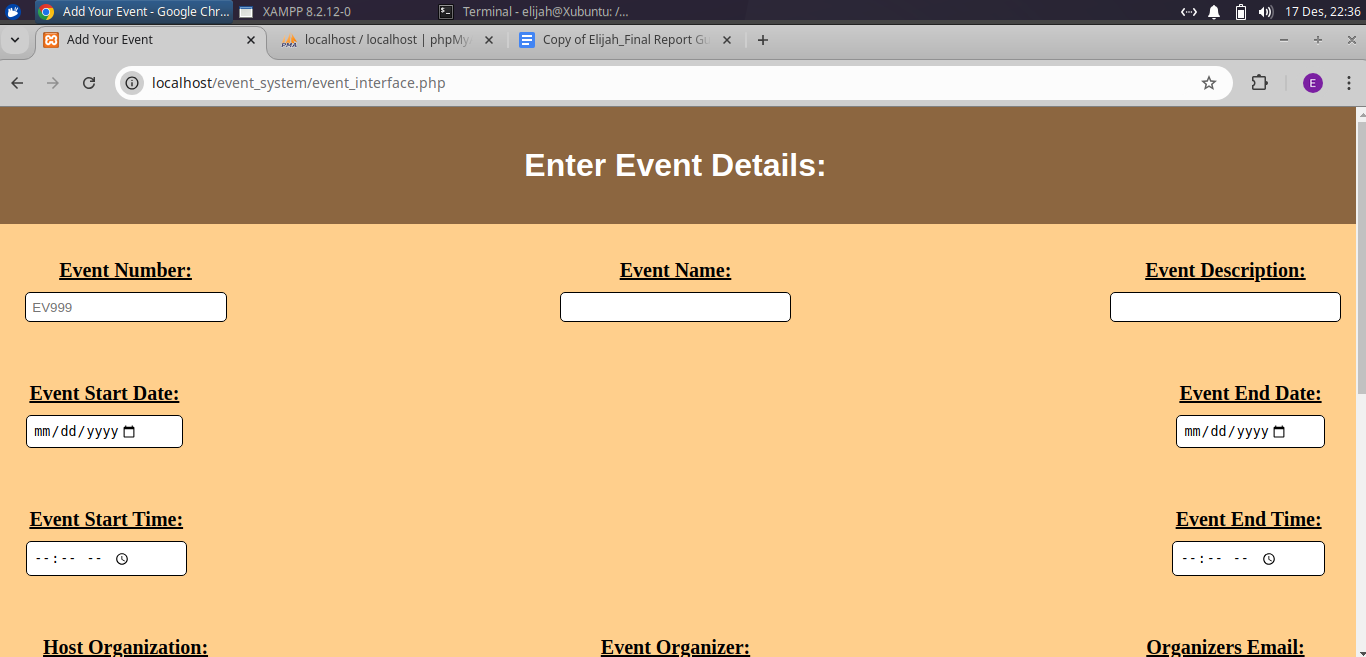 Add Your Event - Google Chr... XAMPP 8.2.12-0 Terminal - elijah@Xubuntu: /... 17 Des, 22:36
Add Your Event localhost / localhost | phpMy Copy of Elijah_Final Report Gu
localhost/event_system/event_interface.php E
Enter Event Details:
Event Number: Event Name: Event Description:
EV999
Event Start Date: Event End Date:
mm/dd/yyyy mm/dd/yyyy
Event Start Time: Event End Time:
--:-- -- --:-- --
Host Organization: Event Organizer: Organizers Email: